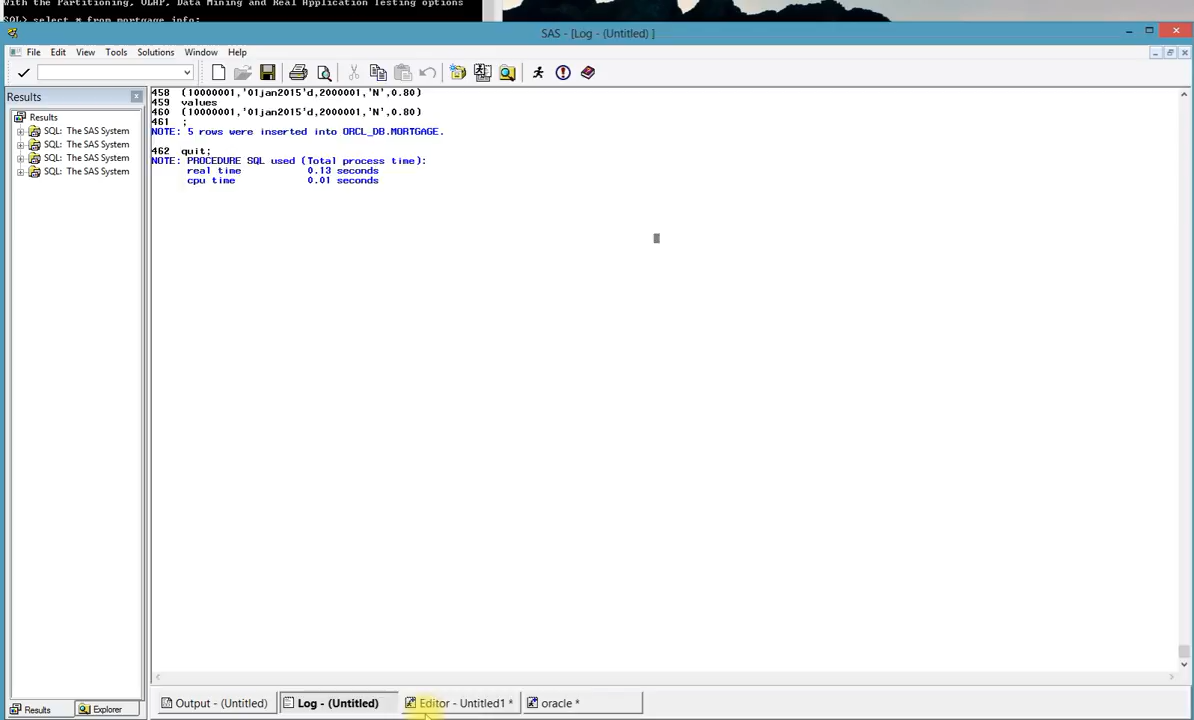 With the Partitioning, OLAP, Data Mining and Real Application Testing options
SQL> select * from mortgage_info;
SAS - [Log - (Untitled) ]
File Edit View Tools Solutions Window Help
Results
Results
SQL: The SAS System
SQL: The SAS System
SQL: The SAS System
SQL: The SAS System
458 (10000001,'01jan2015'd,2000001,'N',0.80)
459 values
460 (10000001,'01jan2015'd,2000001,'N',0.80)
461 ;
NOTE: 5 rows were inserted into ORCL_DB.MORTGAGE.
462 quit;
NOTE: PROCEDURE SQL used (Total process time):
real time 0.13 seconds
cpu time 0.01 seconds
Results Explorer
Output - (Untitled) Log - (Untitled) Editor - Untitled1 * oracle *